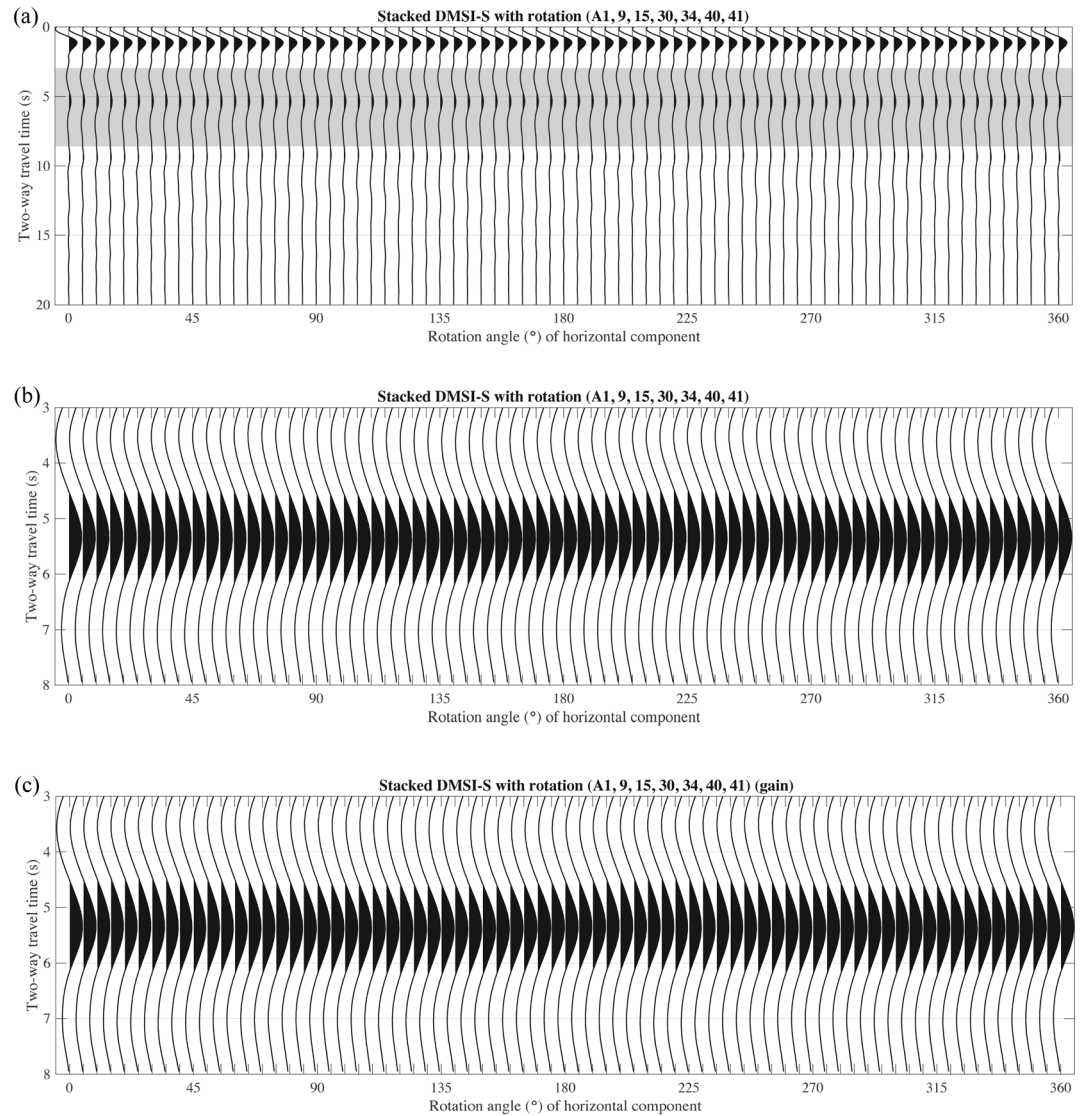 (a)
Stacked DMSI-S with rotation (A1, 9, 15, 30, 34, 40, 41)
Two-way travel time (s)
0
5
10
15
20
0 45 90 135 180 225 270 315 360
Rotation angle (°) of horizontal component
(b)
Stacked DMSI-S with rotation (A1, 9, 15, 30, 34, 40, 41)
Two-way travel time (s)
3
4
5
6
7
8
0 45 90 135 180 225 270 315 360
Rotation angle (°) of horizontal component
(c)
Stacked DMSI-S with rotation (A1, 9, 15, 30, 34, 40, 41) (gain)
Two-way travel time (s)
3
4
5
6
7
8
0 45 90 135 180 225 270 315 360
Rotation angle (°) of horizontal component